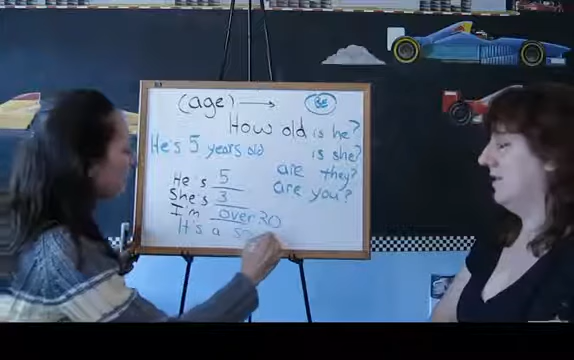 (age) → BE
How old is he?
He's 5 years old is she?
are they?
He's 5 are you?
She's 3
I'm over 20
It's a